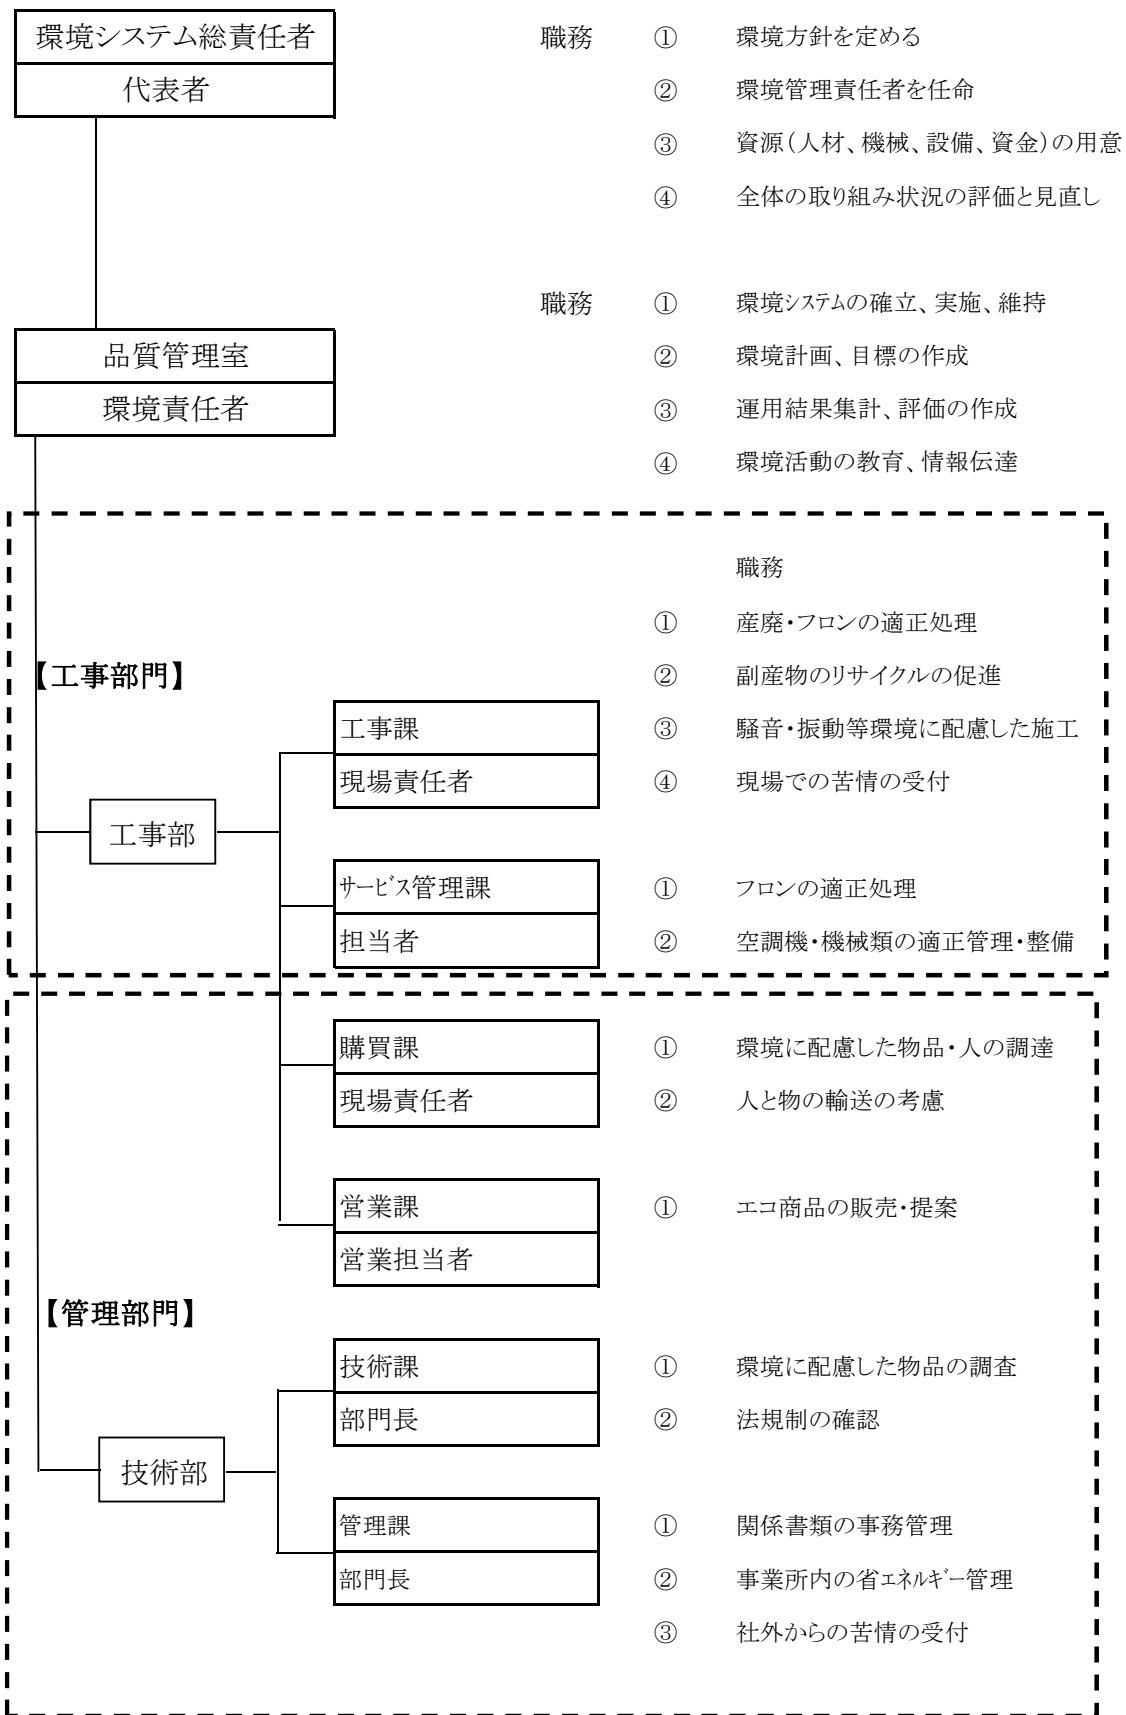 環境システム総責任者 職務 ① 環境方針を定める
代表者 ② 環境管理責任者を任命
③ 資源(人材、機械、設備、資金)の用意
④ 全体の取り組み状況の評価と見直し
職務 ① 環境システムの確立、実施、維持
品質管理室 ② 環境計画、目標の作成
環境責任者 ③ 運用結果集計、評価の作成
④ 環境活動の教育、情報伝達
職務
① 産廃・フロンの適正処理
【工事部門】 ② 副産物のリサイクルの促進
工事課 ③ 騒音・振動等環境に配慮した施工
現場責任者 ④ 現場での苦情の受付
工事部
サービス管理課 ① フロンの適正処理
担当者 ② 空調機・機械類の適正管理・整備
購買課 ① 環境に配慮した物品・人の調達
現場責任者 ② 人と物の輸送の考慮
営業課 ① エコ商品の販売・提案
営業担当者
【管理部門】
技術課 ① 環境に配慮した物品の調査
部門長 ② 法規制の確認
技術部
管理課 ① 関係書類の事務管理
部門長 ② 事業所内の省エネルギー管理
③ 社外からの苦情の受付